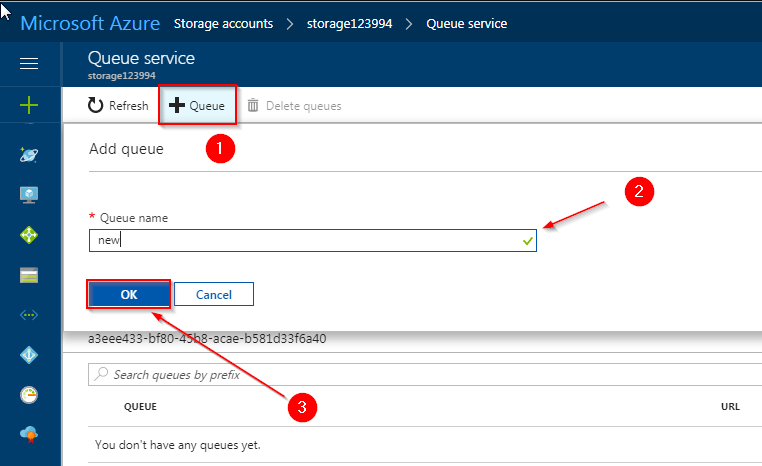 Microsoft Azure Storage accounts > storage123994 > Queue service
Queue service
storage123994
Refresh + Queue Delete queues
1
Add queue
2
* Queue name
new
OK Cancel
a3eee433-bf80-45b8-acae-b581d33f6a40
Search queues by prefix
3
QUEUE URL
You don't have any queues yet.